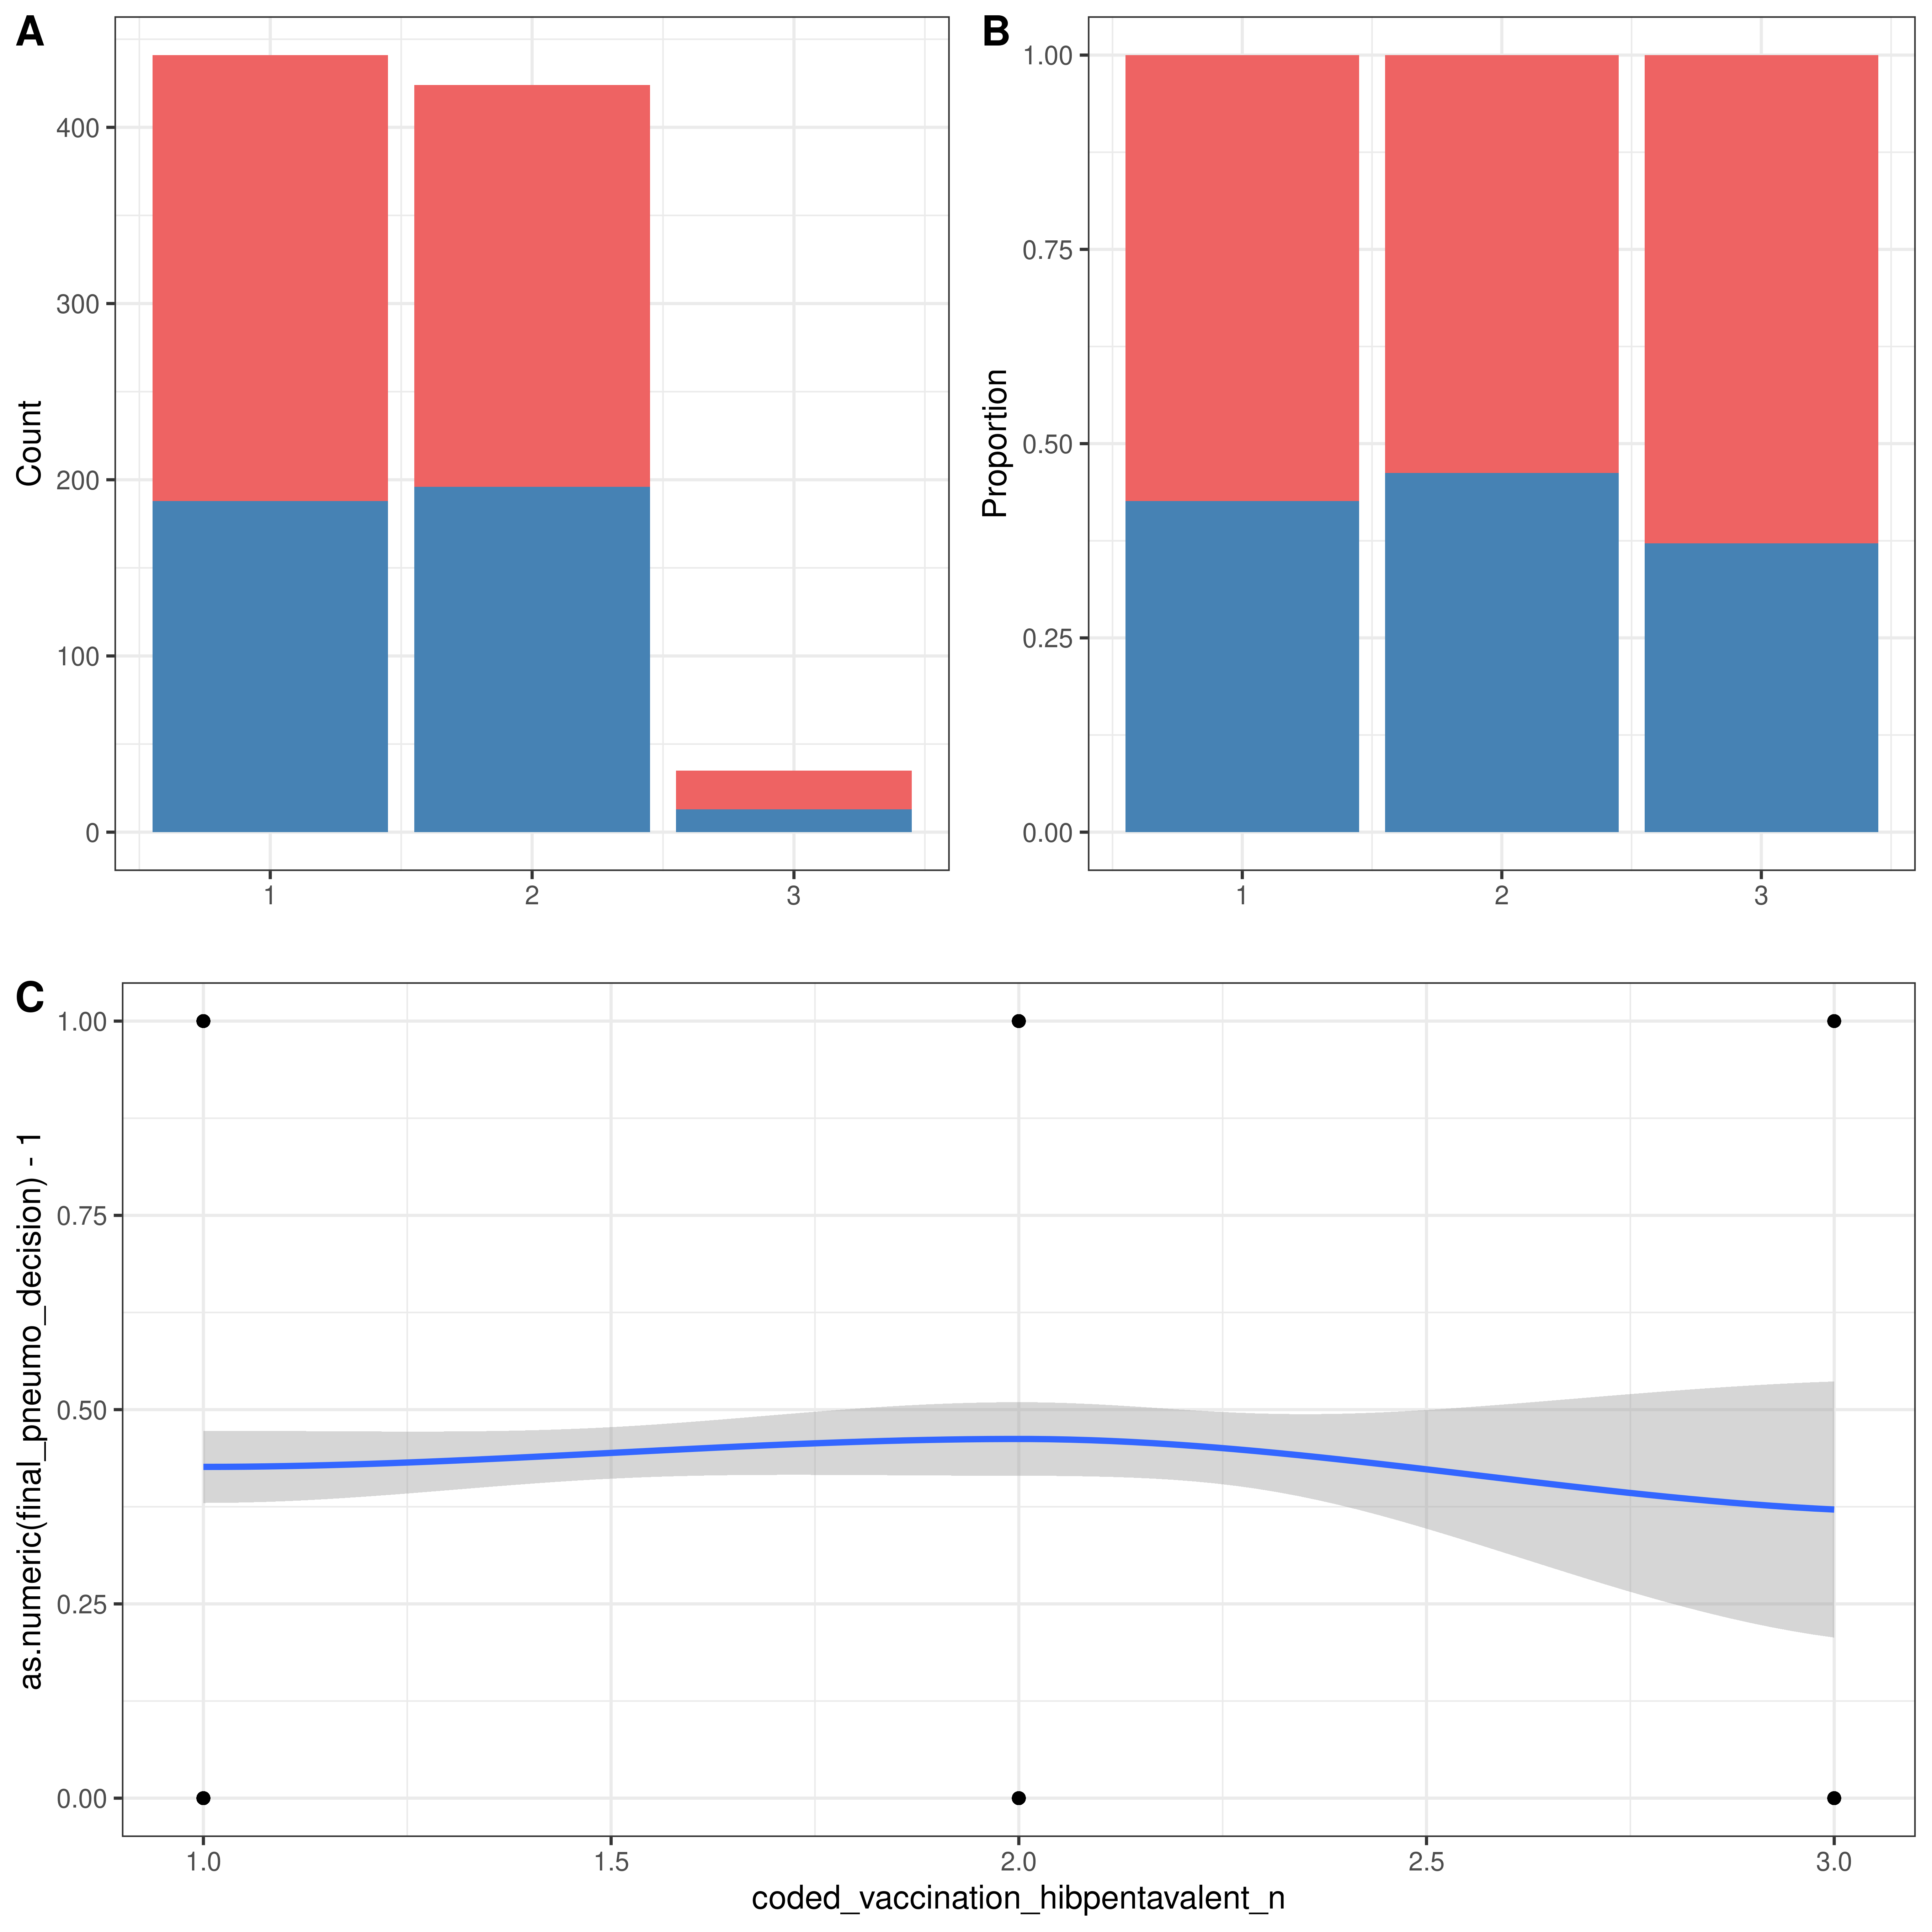 A
Count
400
300
200
100
0
1 2 3
B
Proportion
1.00
0.75
0.50
0.25
0.00
1 2 3
C
as.numeric(final_pneumo_decision) - 1
1.00
0.75
0.50
0.25
0.00
1.0 1.5 2.0 2.5 3.0
coded_vaccination_hibpentavalent_n